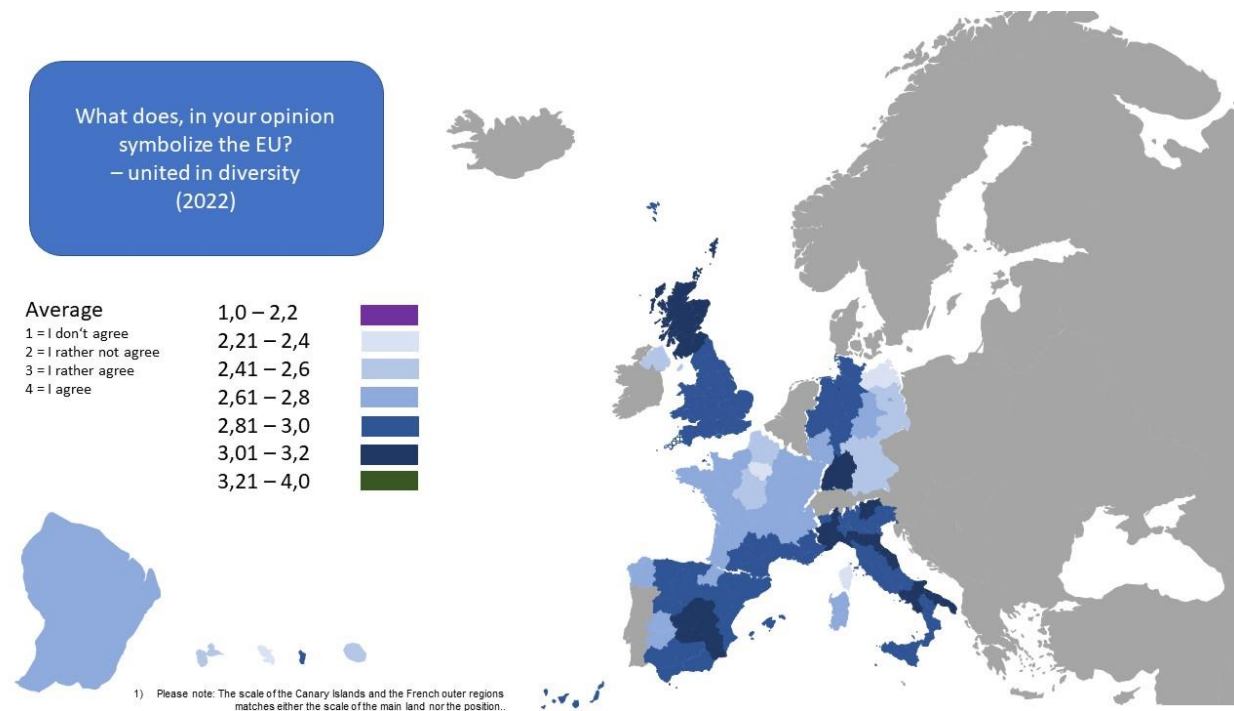 What does, in your opinion
symbolize the EU?
– united in diversity
(2022)
Average
1 = I don‘t agree
2 = I rather not agree
3 = I rather agree
4 = I agree
1,0 – 2,2
2,21 – 2,4
2,41 – 2,6
2,61 – 2,8
2,81 – 3,0
3,01 – 3,2
3,21 – 4,0
1) Please note: The scale of the Canary Islands and the French outer regions
matches either the scale of the main land nor the position..